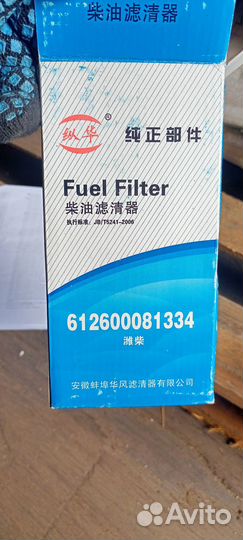 柴油滤清器
纵华® 纯正部件
Fuel Filter
柴油滤清器
执行标准: JB/T5241-2006
612600081334
潍柴
安徽蚌埠华风滤清器有限公司
Avito